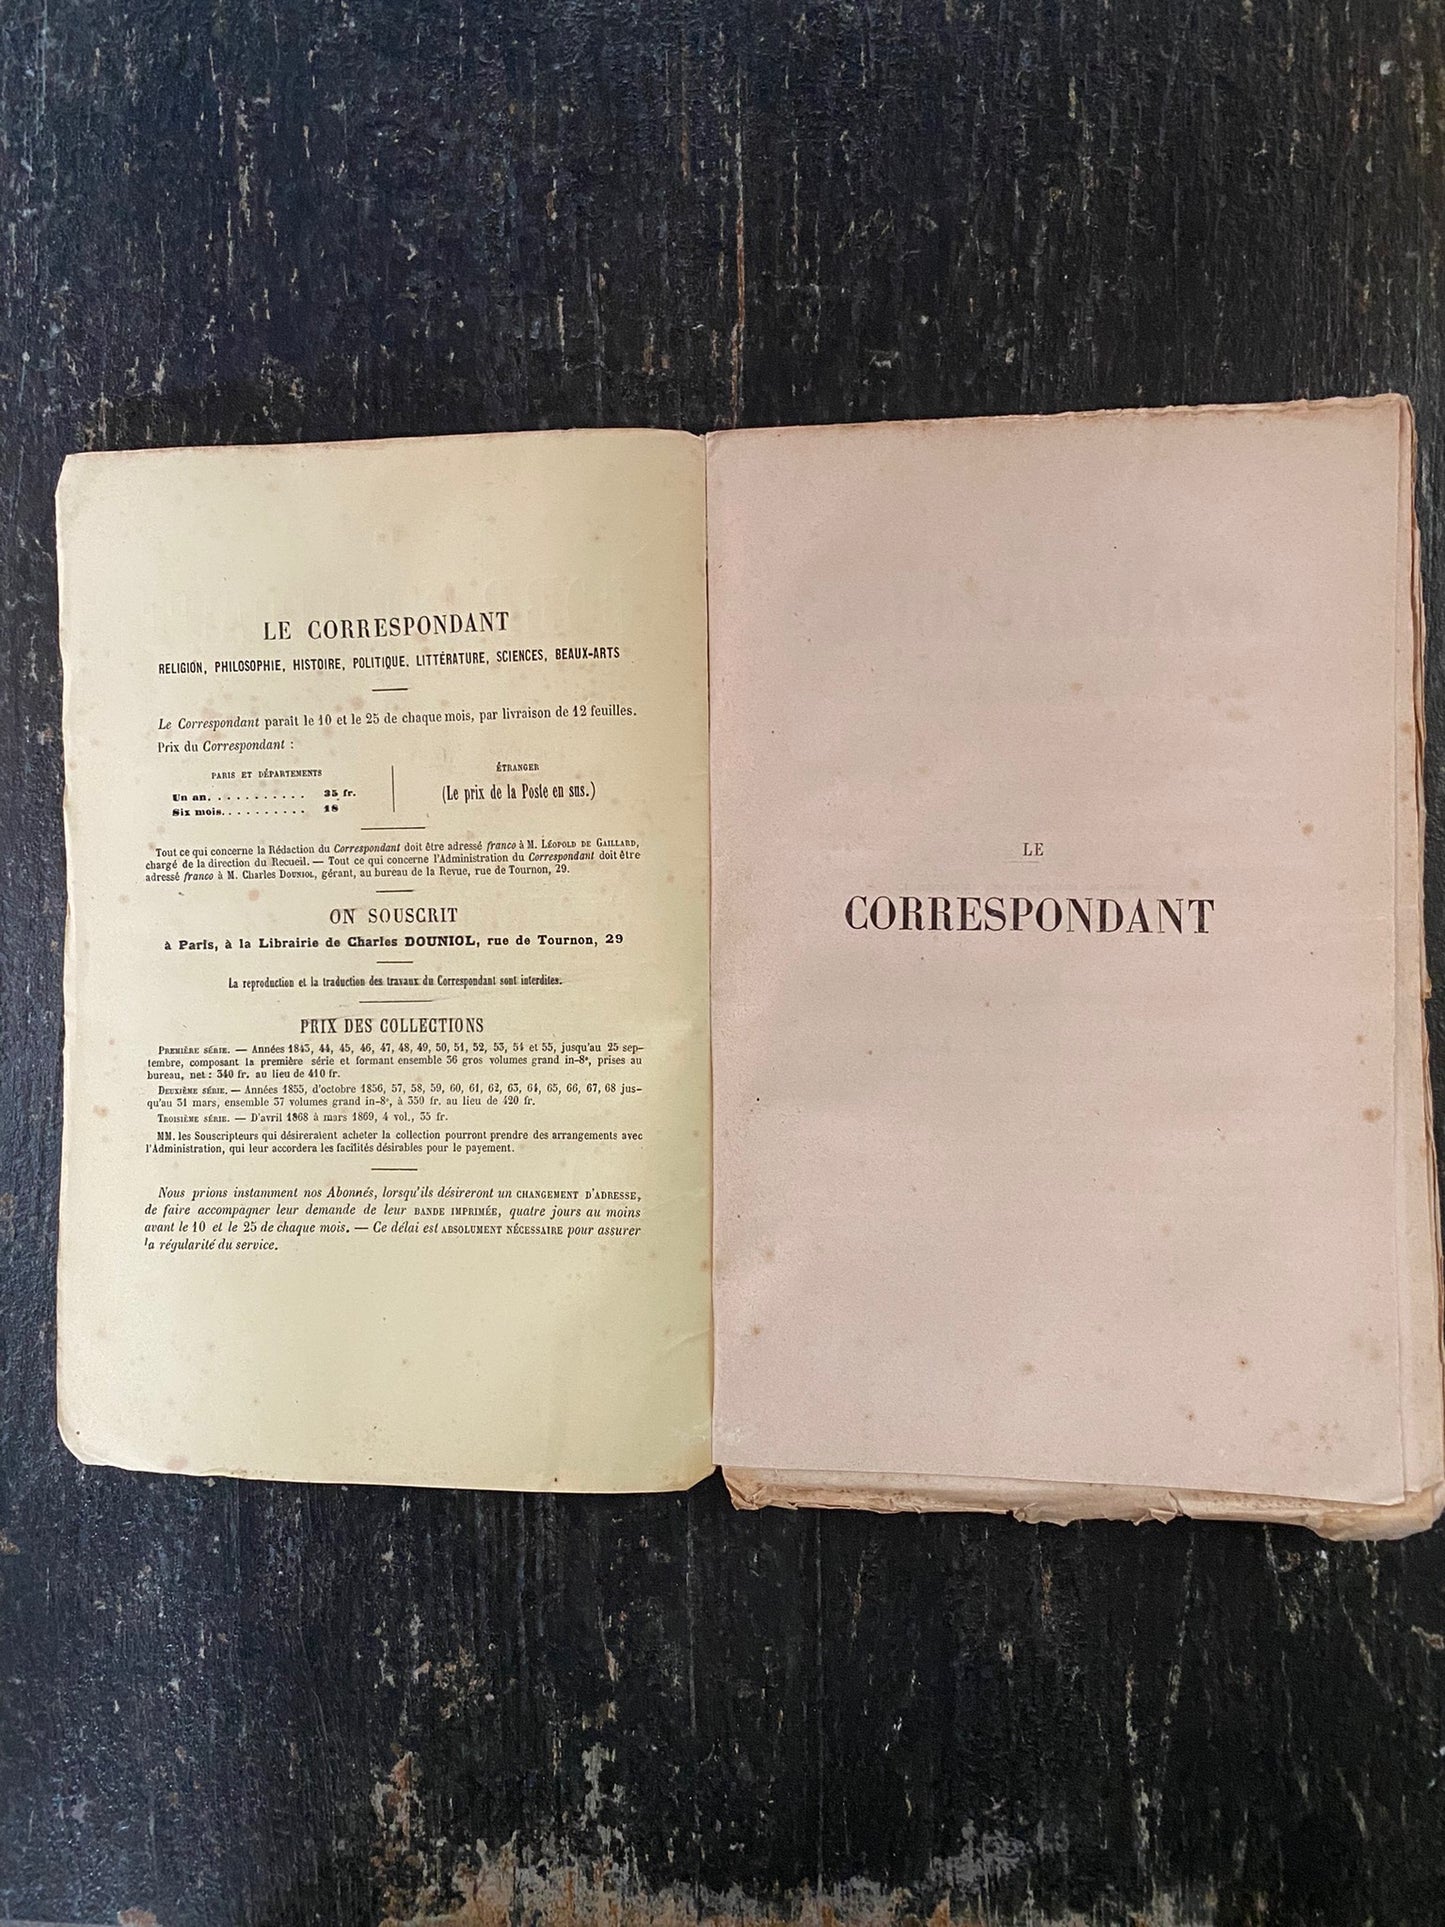 LE CORRESPONDANT
RELIGION, PHILOSOPHIE, HISTOIRE, POLITIQUE, LITTÉRATURE, SCIENCES, BEAUX-ARTS
Le Correspondant paraît le 10 et le 25 de chaque mois, par livraison de 12 feuilles.
Prix du Correspondant :
PARIS ET DÉPARTEMENTS
Un an. . . . . . . . . . . 35 fr.
Six mois. . . . . . . . . . 18
ÉTRANGER
(Le prix de la Poste en sus.)
Tout ce qui concerne la Rédaction du Correspondant doit être adressé franco à M. LÉOPOLD DE GAILLARD,
chargé de la direction du Recueil. — Tout ce qui concerne l'Administration du Correspondant doit être
adressé franco à M. Charles DOUNIOL, gérant, au bureau de la Revue, rue de Tournon, 29.
ON SOUSCRIT
à Paris, à la Librairie de Charles DOUNIOL, rue de Tournon, 29
La reproduction et la traduction des travaux du Correspondant sont interdites.
PRIX DES COLLECTIONS
PREMIÈRE SÉRIE. — Années 1843, 44, 45, 46, 47, 48, 49, 50, 51, 52, 53, 54 et 55, jusqu'au 25 sep-
tembre, composant la première série et formant ensemble 36 gros volumes grand in-8°, prises au
bureau, net : 340 fr. au lieu de 410 fr.
DEUXIÈME SÉRIE. — Années 1855, d'octobre 1856, 57, 58, 59, 60, 61, 62, 63, 64, 65, 66, 67, 68 jus-
qu'au 31 mars, ensemble 37 volumes grand in-8°, à 350 fr. au lieu de 420 fr.
TROISIÈME SÉRIE. — D'avril 1868 à mars 1869, 4 vol., 35 fr.
MM. les Souscripteurs qui désireraient acheter la collection pourront prendre des arrangements avec
l'Administration, qui leur accordera les facilités désirables pour le payement.
Nous prions instamment nos Abonnés, lorsqu'ils désireront un CHANGEMENT D'ADRESSE,
de faire accompagner leur demande de leur BANDE IMPRIMÉE, quatre jours au moins
avant le 10 et le 25 de chaque mois. — Ce délai est ABSOLUMENT NÉCESSAIRE pour assurer
la régularité du service.
LE
CORRESPONDANT